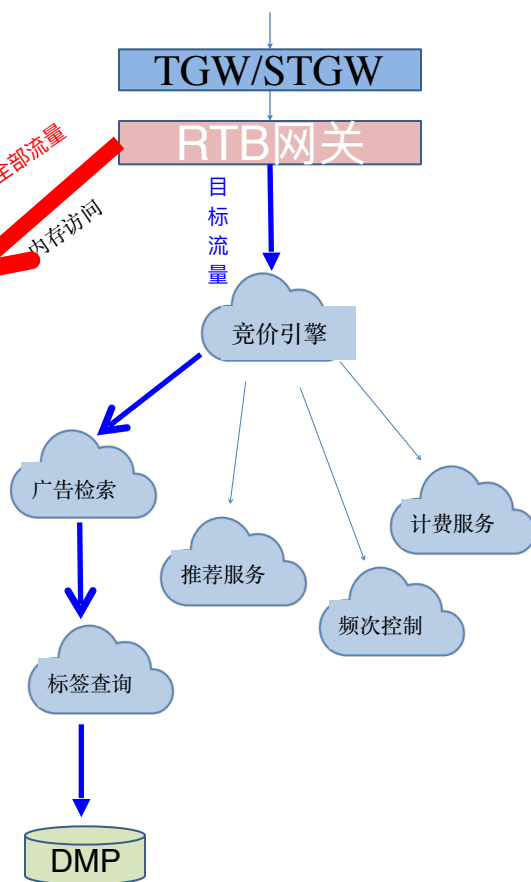 TGW/STGW
RTB网关
全部流量
内存访问
目
标
流
量
竞价引擎
广告检索
计费服务
推荐服务
频次控制
标签查询
DMP